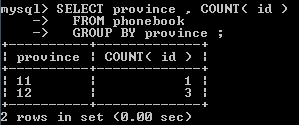 mysql> SELECT province , COUNT( id )
    -> FROM phonebook
    -> GROUP BY province ;
+----------+-------------+
| province | COUNT( id ) |
+----------+-------------+
| 11       |           1 |
| 12       |           3 |
+----------+-------------+
2 rows in set (0.00 sec)